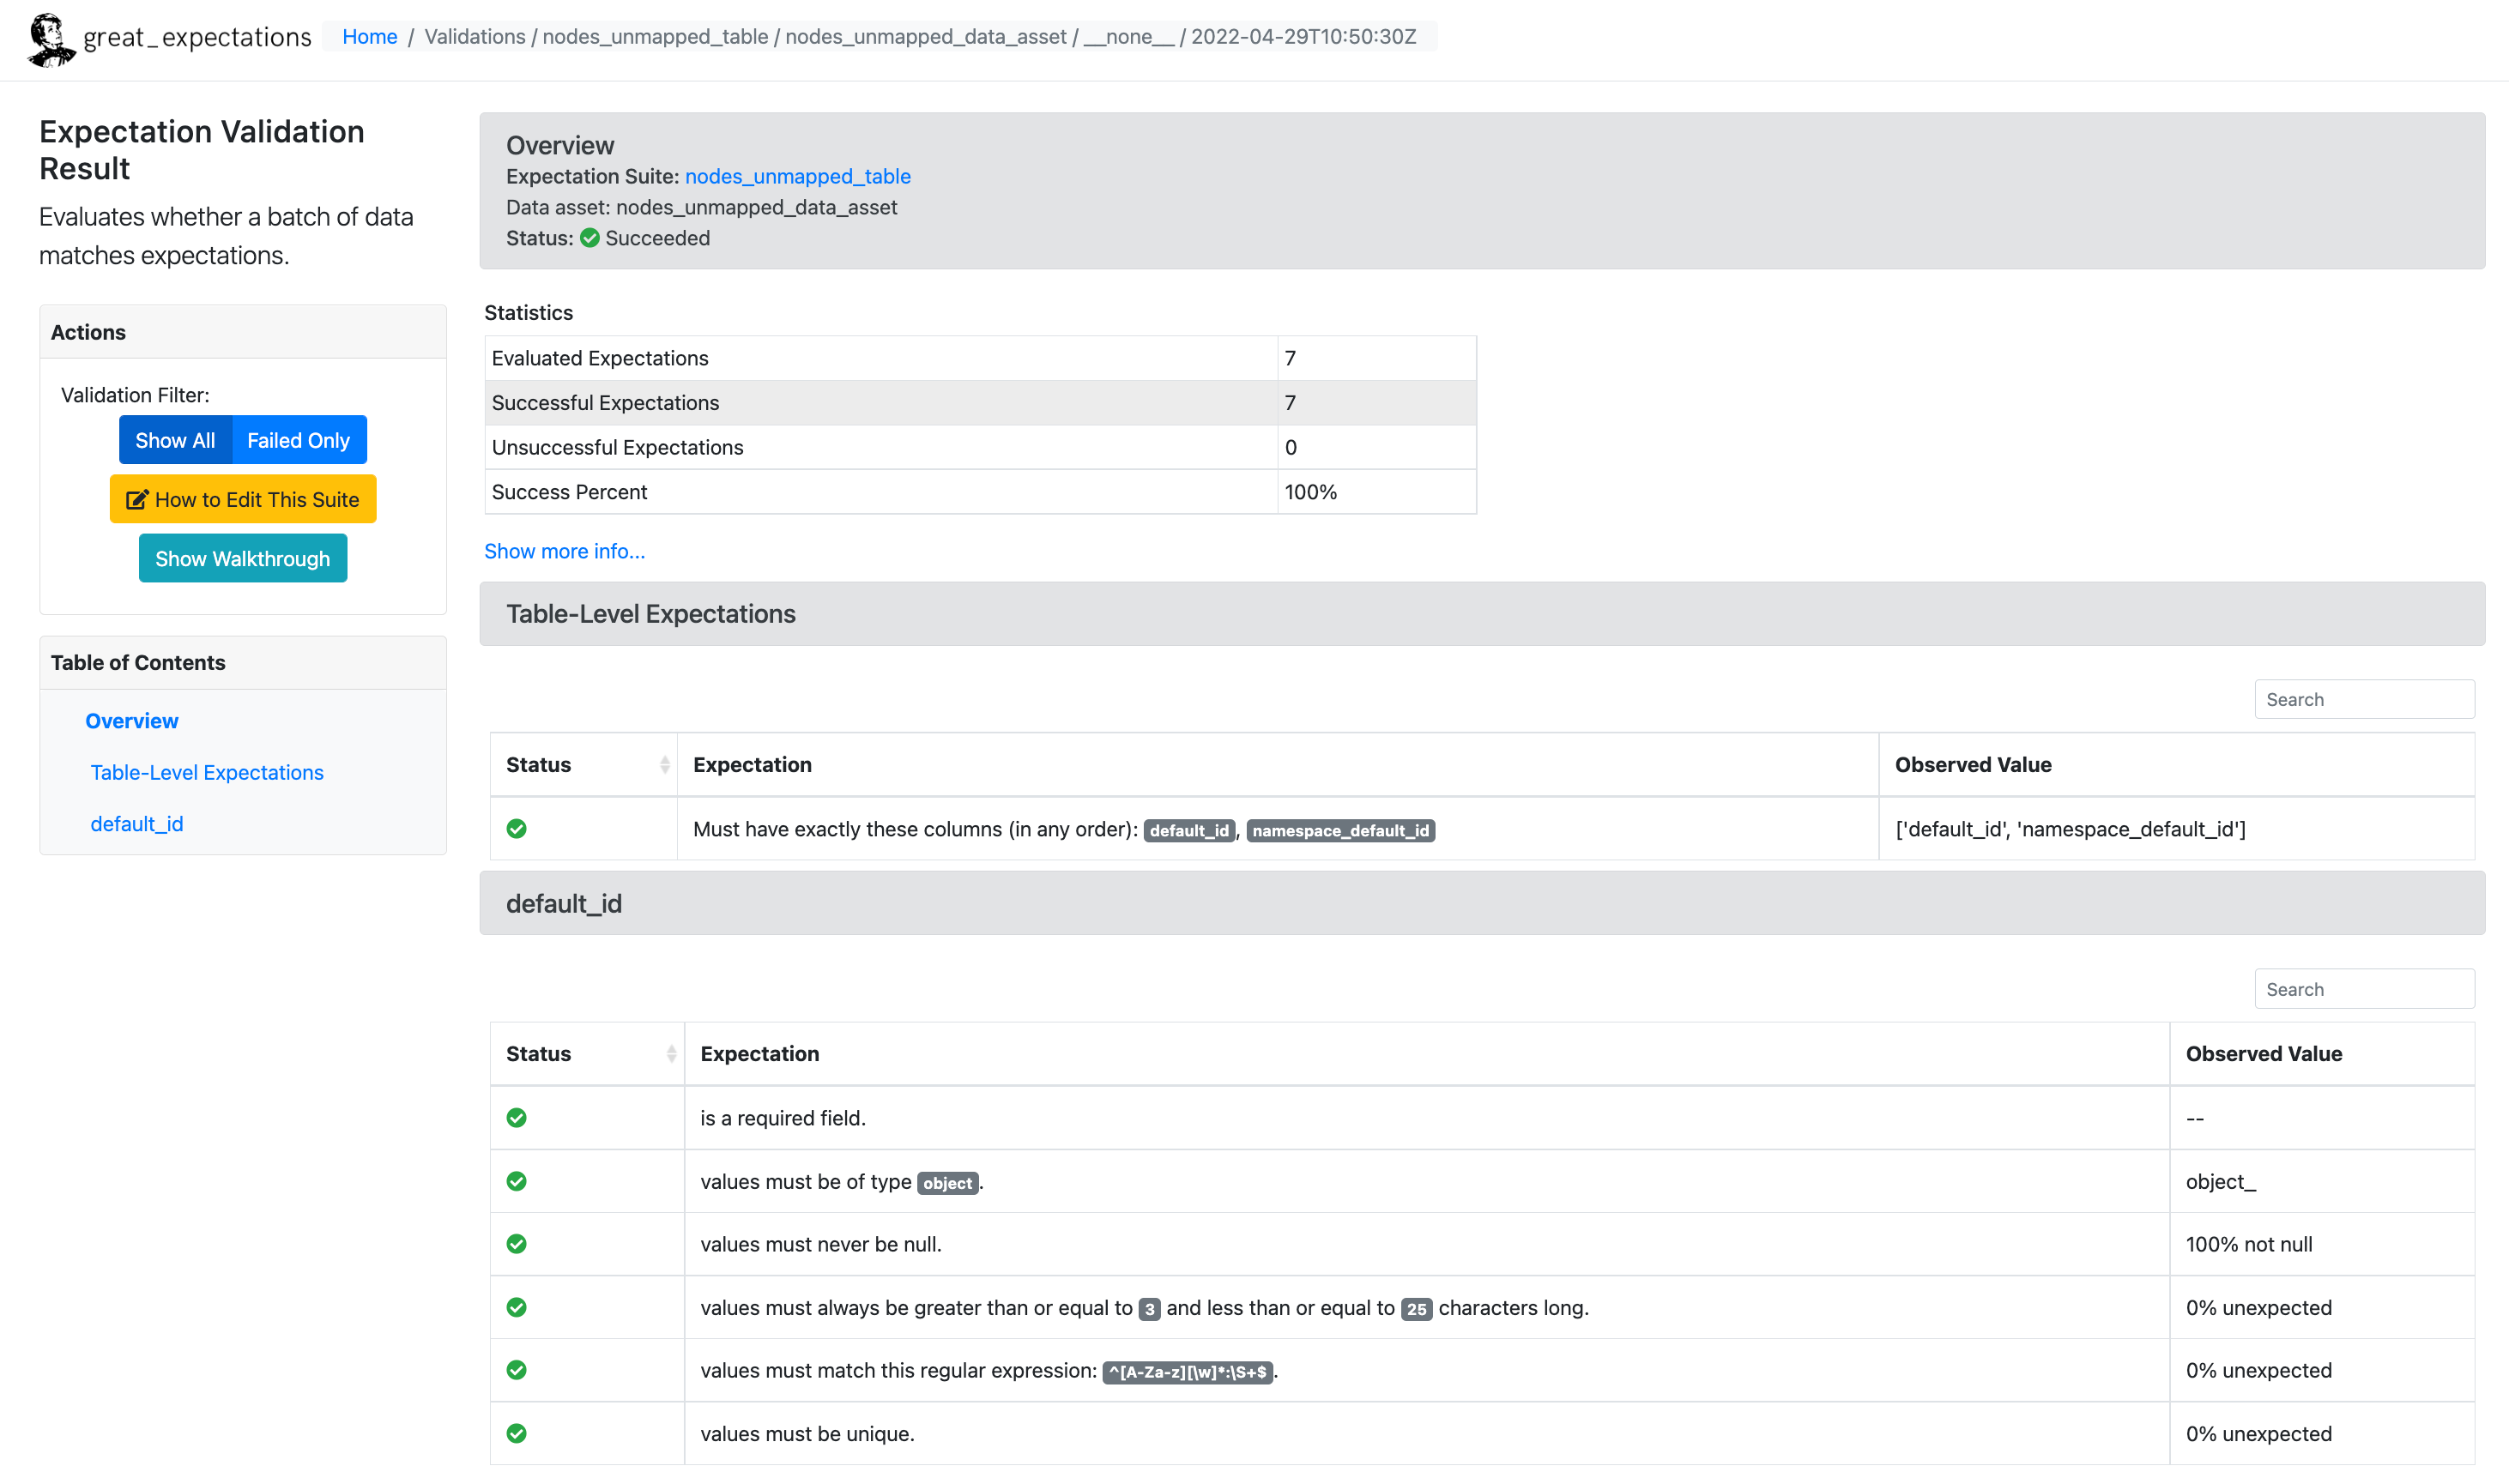 great_expectations Home / Validations / nodes_unmapped_table / nodes_unmapped_data_asset / __none__ / 2022-04-29T10:50:30Z
Expectation Validation
Result
Evaluates whether a batch of data
matches expectations.
Actions
Validation Filter:
Show All Failed Only
How to Edit This Suite
Show Walkthrough
Table of Contents
Overview
Table-Level Expectations
default_id
Overview
Expectation Suite: nodes_unmapped_table
Data asset: nodes_unmapped_data_asset
Status: Succeeded
Statistics
Evaluated Expectations 7
Successful Expectations 7
Unsuccessful Expectations 0
Success Percent 100%
Show more info...
Table-Level Expectations
Search
Status Expectation Observed Value
Must have exactly these columns (in any order): default_id, namespace_default_id ['default_id', 'namespace_default_id']
default_id
Search
Status Expectation Observed Value
is a required field. --
values must be of type object. object_
values must never be null. 100% not null
values must always be greater than or equal to 3 and less than or equal to 25 characters long. 0% unexpected
values must match this regular expression: ^[A-Za-z][\w]*:\S+$. 0% unexpected
values must be unique. 0% unexpected